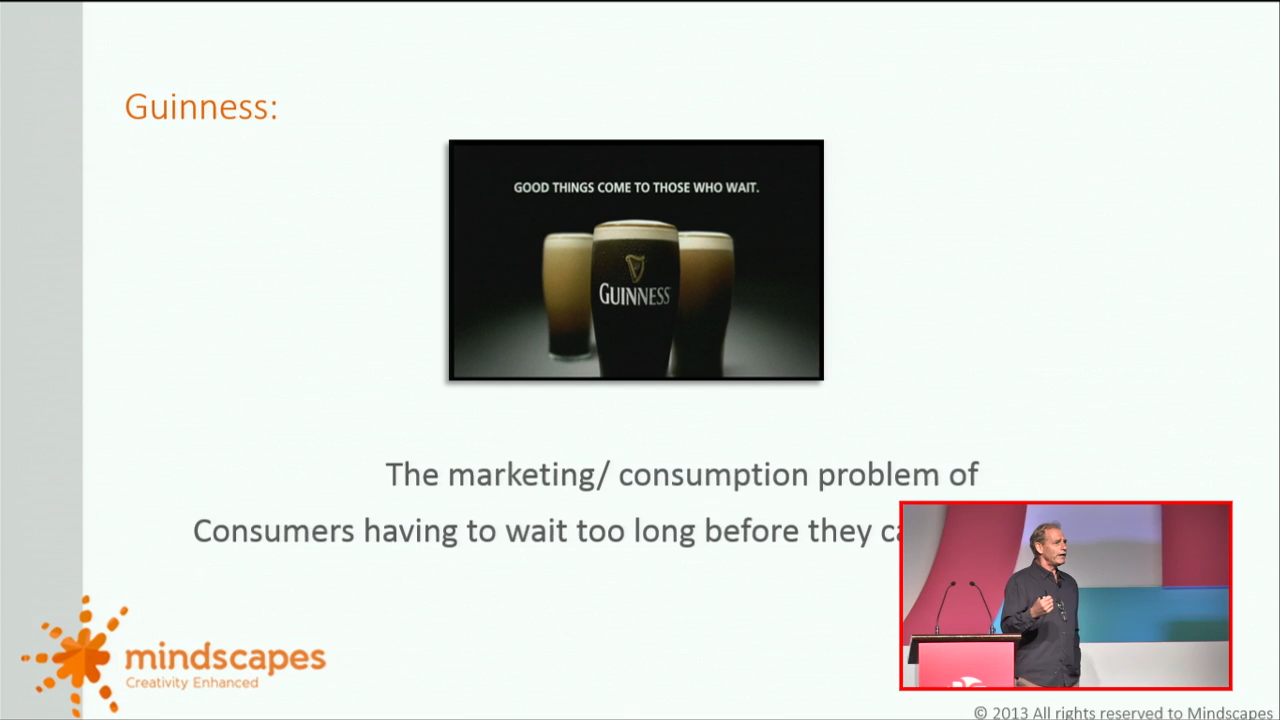 Guinness:
GOOD THINGS COME TO THOSE WHO WAIT.
GUINNESS
The marketing/ consumption problem of
Consumers having to wait too long before they
mindscapes
Creativity Enhanced
© 2013 All rights reserved to Mindscapes